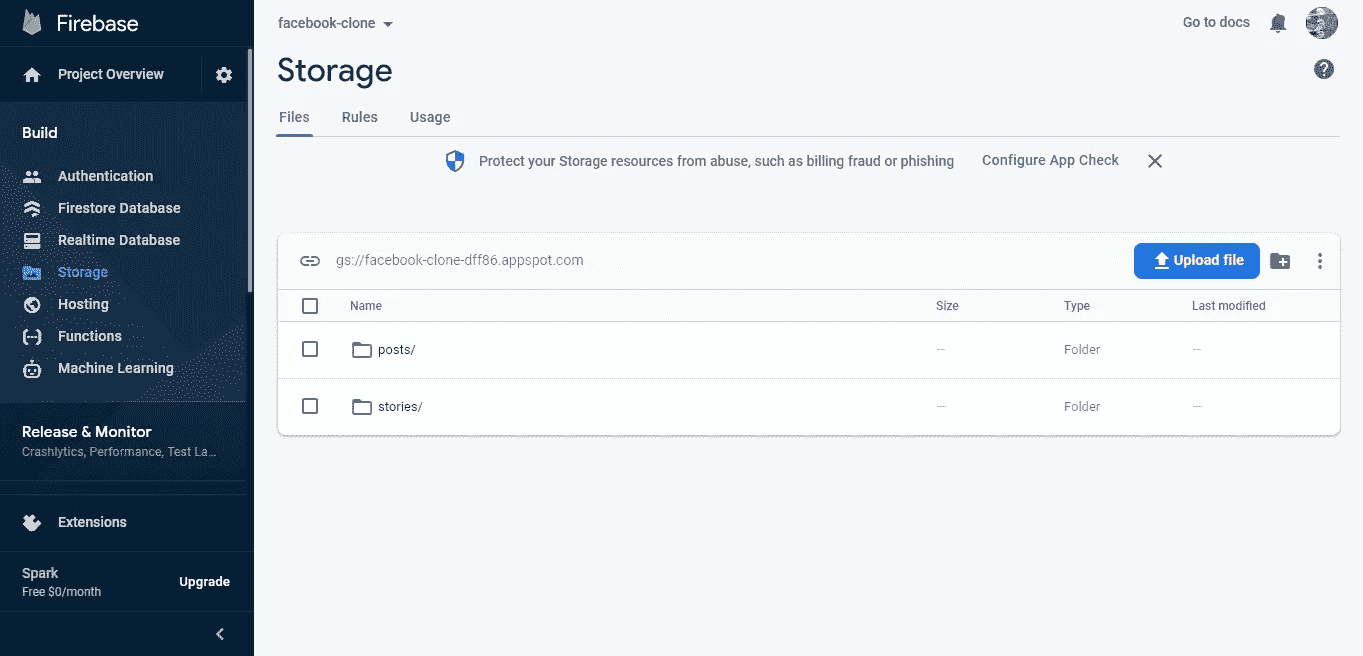 Firebase
facebook-clone
Go to docs
Project Overview
Storage
Files Rules Usage
Build
Protect your Storage resources from abuse, such as billing fraud or phishing Configure App Check
Authentication
Firestore Database
Realtime Database
Storage
Hosting
Functions
Machine Learning
gs://facebook-clone-dff86.appspot.com
Upload file
Name Size Type Last modified
posts/ — Folder —
stories/ — Folder —
Release & Monitor
Crashlytics, Performance, Test La...
Extensions
Spark
Free $0/month
Upgrade